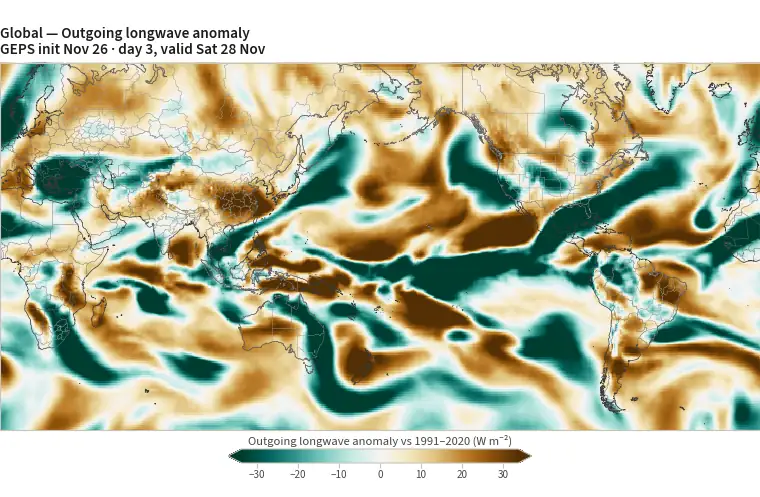 Global — Outgoing longwave anomaly
GEPS init Nov 26 · day 3, valid Sat 28 Nov
Outgoing longwave anomaly vs 1991–2020 (W m⁻²)
−30 −20 −10 0 10 20 30